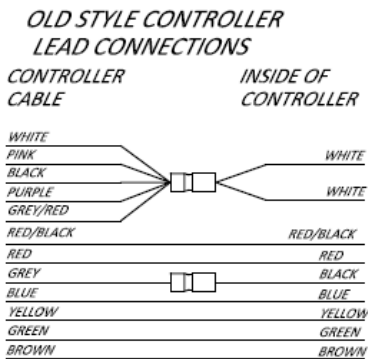 OLD STYLE CONTROLLER
LEAD CONNECTIONS
CONTROLLER
CABLE
INSIDE OF
CONTROLLER
WHITE
PINK
BLACK
PURPLE
GREY/RED
RED/BLACK
RED
GREY
BLUE
YELLOW
GREEN
BROWN
WHITE
WHITE
RED/BLACK
RED
BLACK
BLUE
YELLOW
GREEN
BROWN